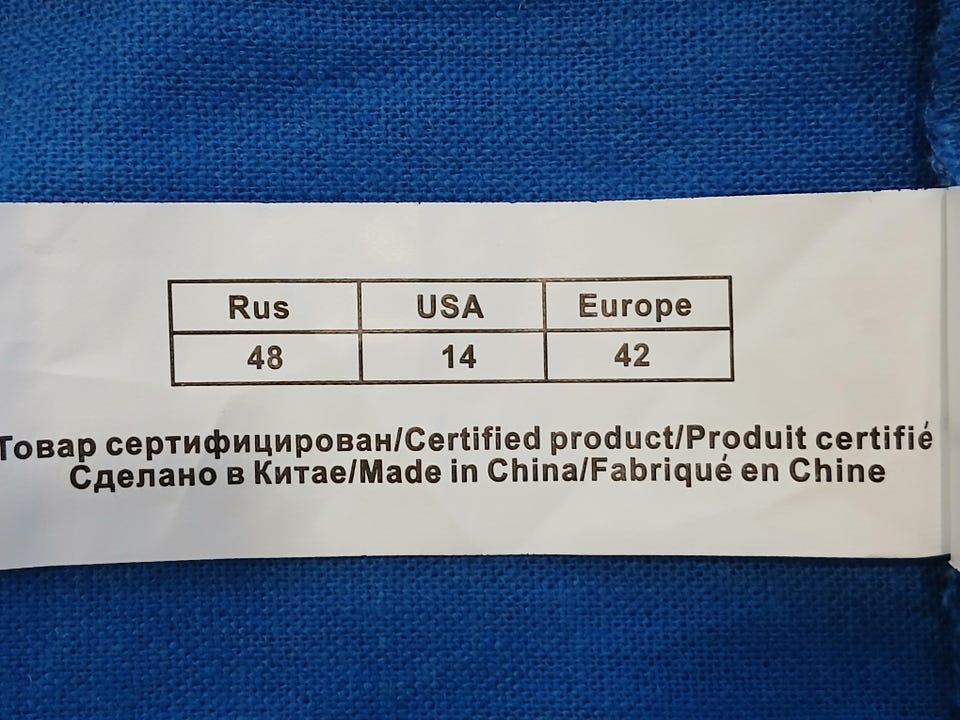 Rus USA Europe
48 14 42
Товар сертифицирован/Certified product/Produit certifié
Сделано в Китае/Made in China/Fabriqué en Chine